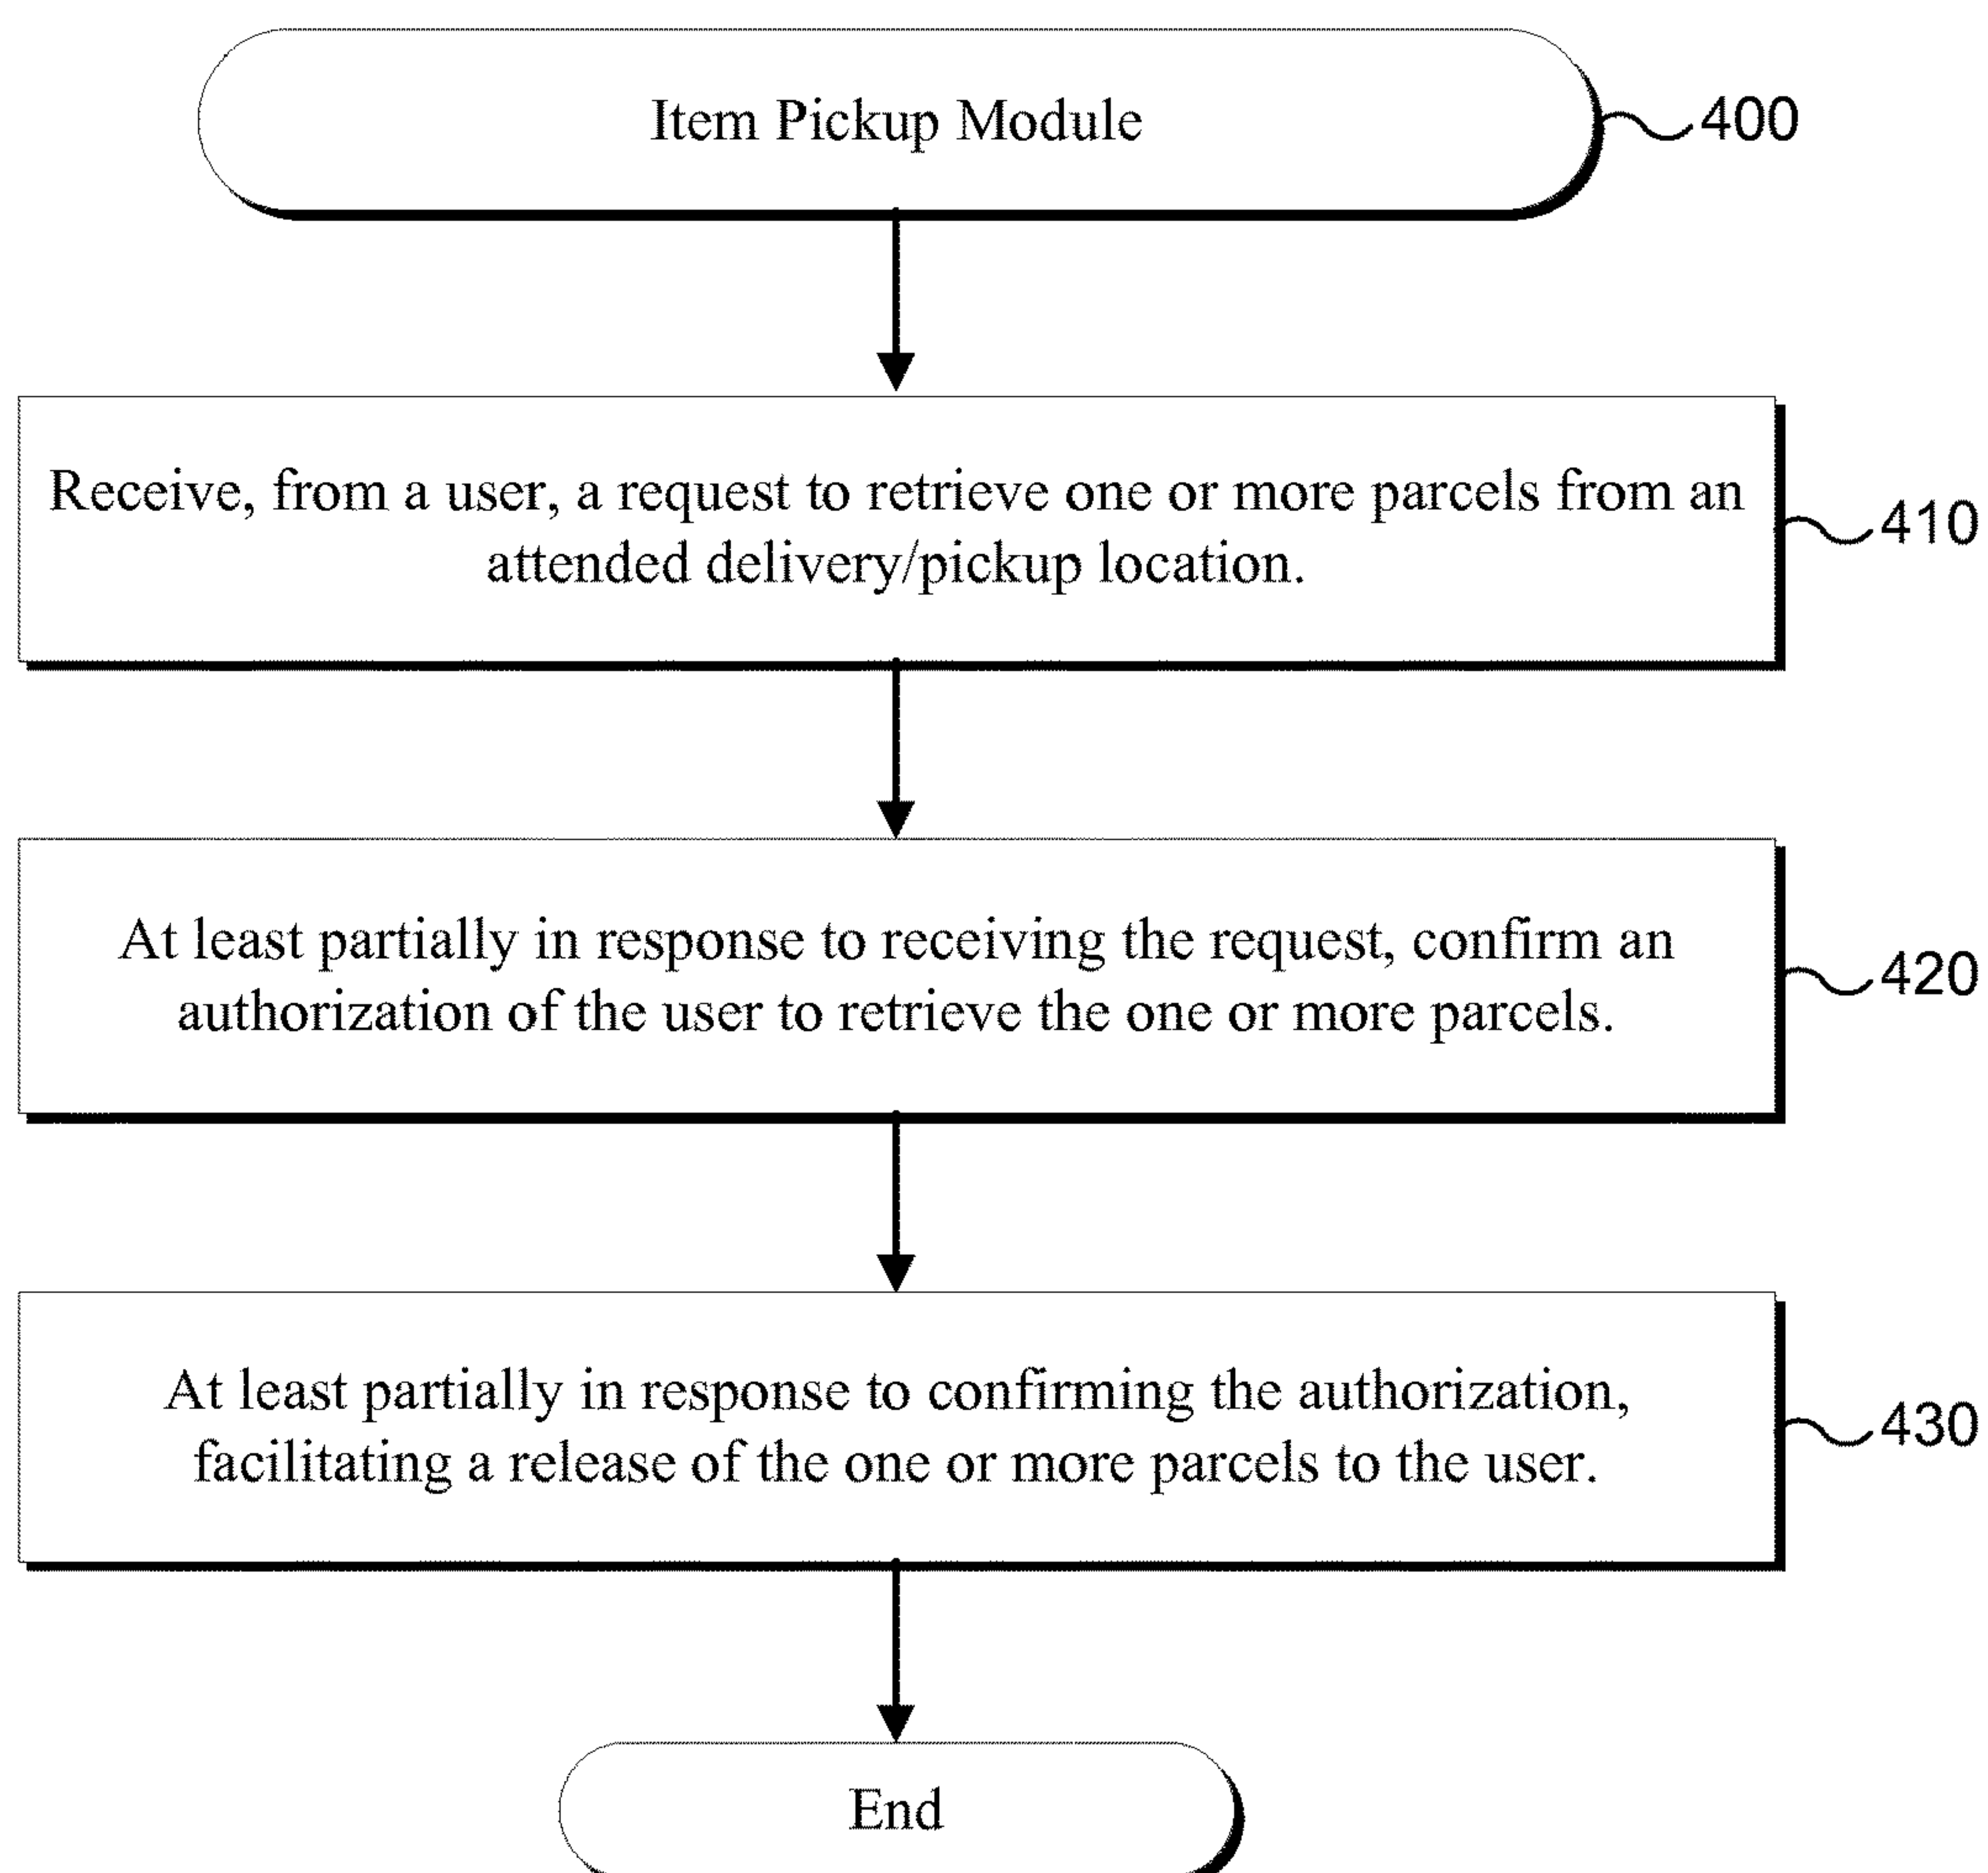 Item Pickup Module
400
Receive, from a user, a request to retrieve one or more parcels from an
attended delivery/pickup location.
410
At least partially in response to receiving the request, confirm an
authorization of the user to retrieve the one or more parcels.
420
At least partially in response to confirming the authorization,
facilitating a release of the one or more parcels to the user.
430
End